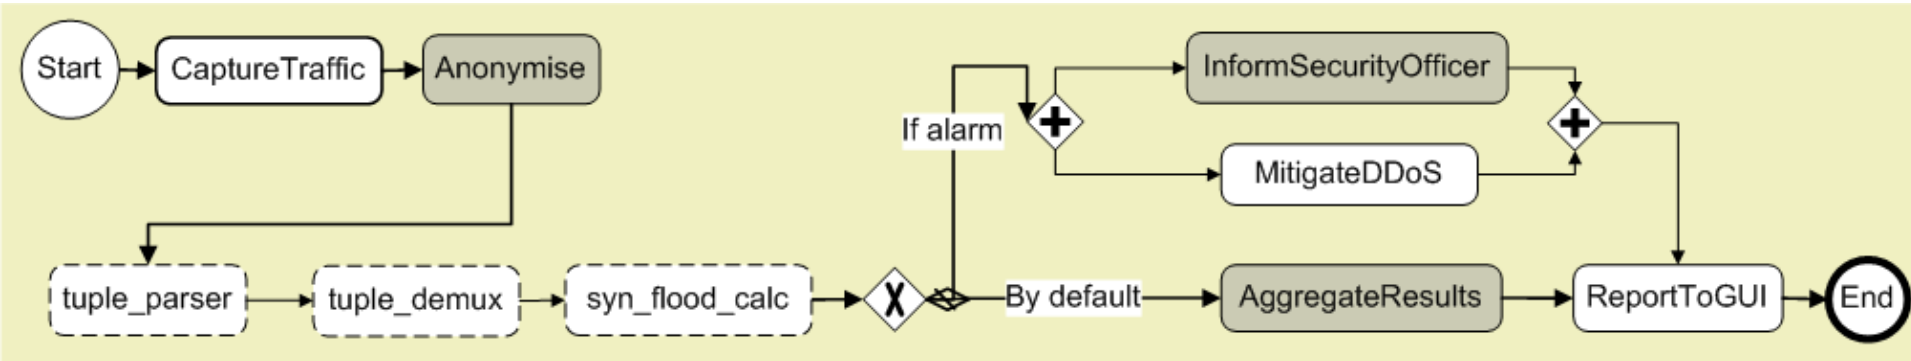 Start
CaptureTraffic
Anonymise
InformSecurityOfficer
If alarm
MitigateDDoS
tuple_parser
tuple_demux
syn_flood_calc
X
By default
AggregateResults
ReportToGUI
End